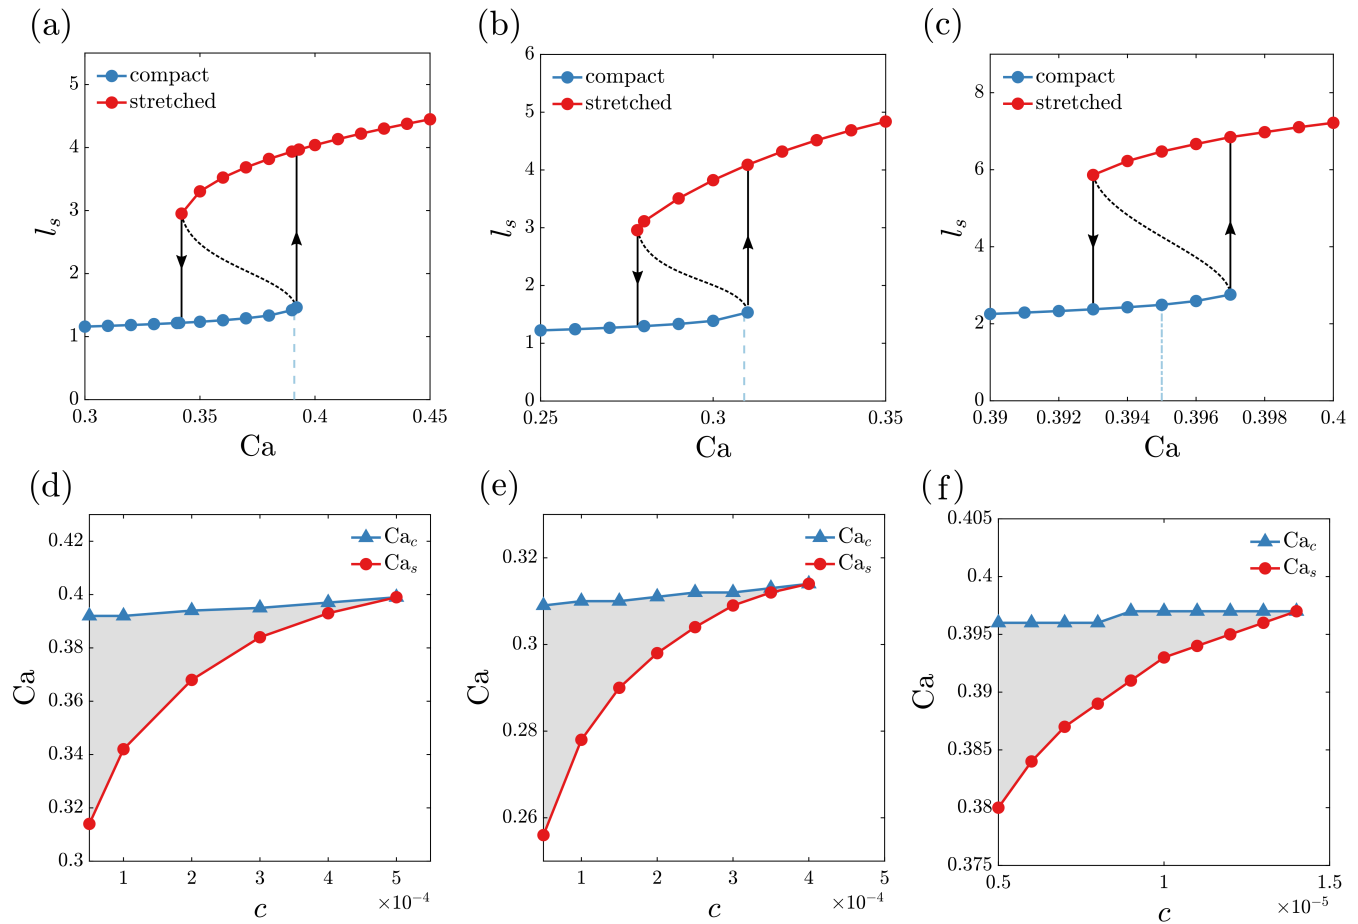 (a)
5
4
3
2
1
0
l_s
compact
stretched
0.3 0.35 0.4 0.45
Ca
(b)
6
5
4
3
2
1
0
l_s
compact
stretched
0.25 0.3 0.35
Ca
(c)
8
6
4
2
0
l_s
compact
stretched
0.39 0.392 0.394 0.396 0.398 0.4
Ca
(d)
0.42
0.4
0.38
0.36
0.34
0.32
0.3
Ca
Ca_c
Ca_s
1 2 3 4 5
×10⁻⁴
c
(e)
0.32
0.3
0.28
0.26
Ca
Ca_c
Ca_s
1 2 3 4 5
×10⁻⁴
c
(f)
0.405
0.4
0.395
0.39
0.385
0.38
0.375
Ca
Ca_c
Ca_s
0.5 1 1.5
×10⁻⁵
c